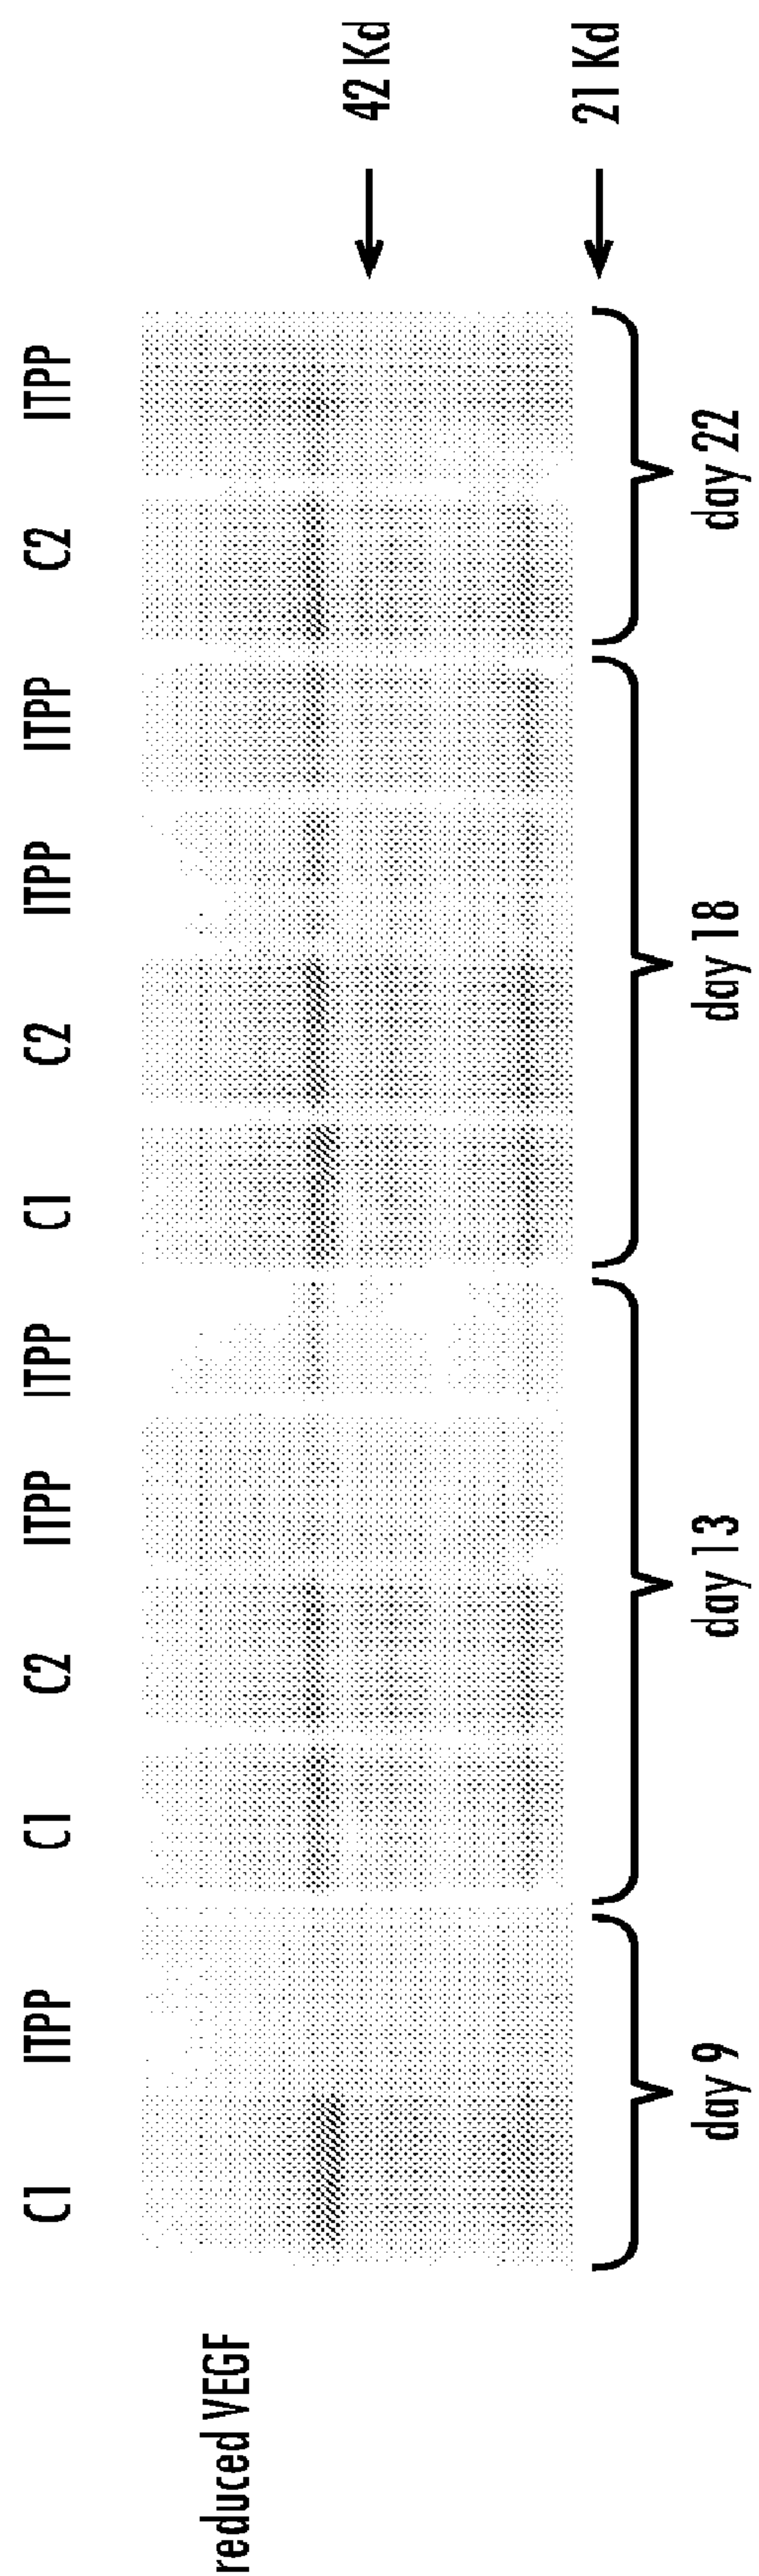 reduced VEGF
C1 ITPP C1 C2 ITPP ITPP C1 C2 ITPP ITPP C2 ITPP
42 Kd
21 Kd
day 9 day 13 day 18 day 22